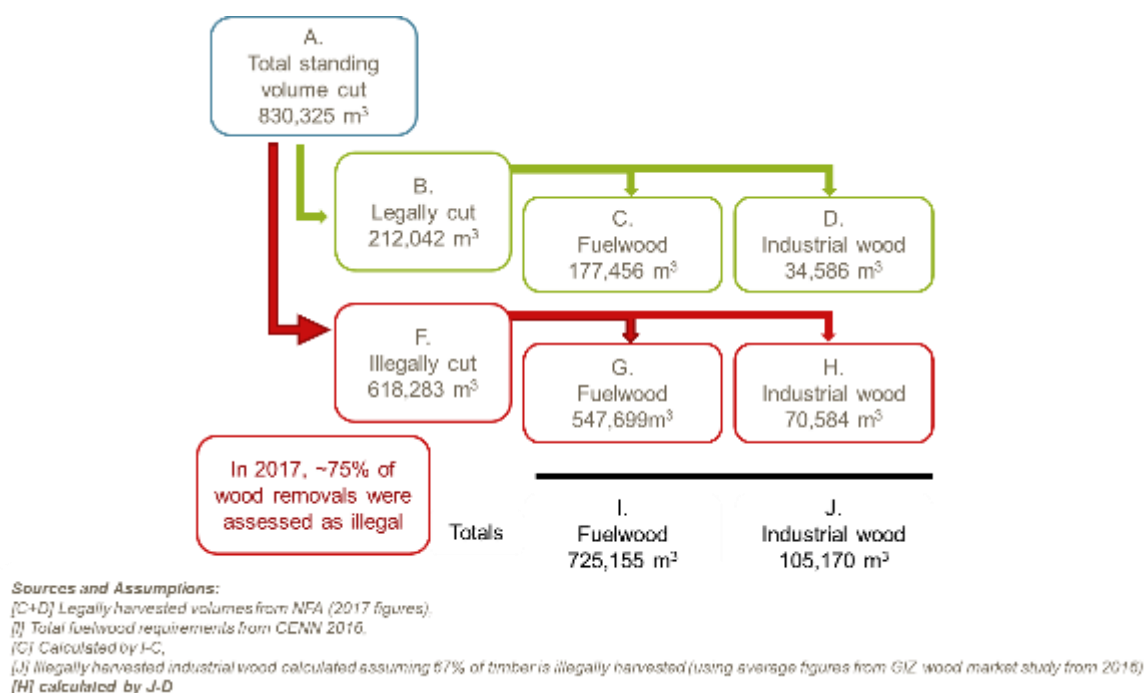 A.
Total standing
volume cut
830,325 m³
B.
Legally cut
212,042 m³
C.
Fuelwood
177,456 m³
D.
Industrial wood
34,586 m³
F.
Illegally cut
618,283 m³
G.
Fuelwood
547,699m³
H.
Industrial wood
70,584 m³
In 2017, ~75% of
wood removals were
assessed as illegal
Totals
I.
Fuelwood
725,155 m³
J.
Industrial wood
105,170 m³
Sources and Assumptions:
[C+D] Legally harvested volumes from NFA (2017 figures),
[I] Total fuelwood requirements from CENN 2016,
[G] Calculated by I-C,
[J] Illegally harvested industrial wood calculated assuming 67% of timber is illegally harvested (using average figures from GIZ wood market study from 2016)
[H] calculated by J-D